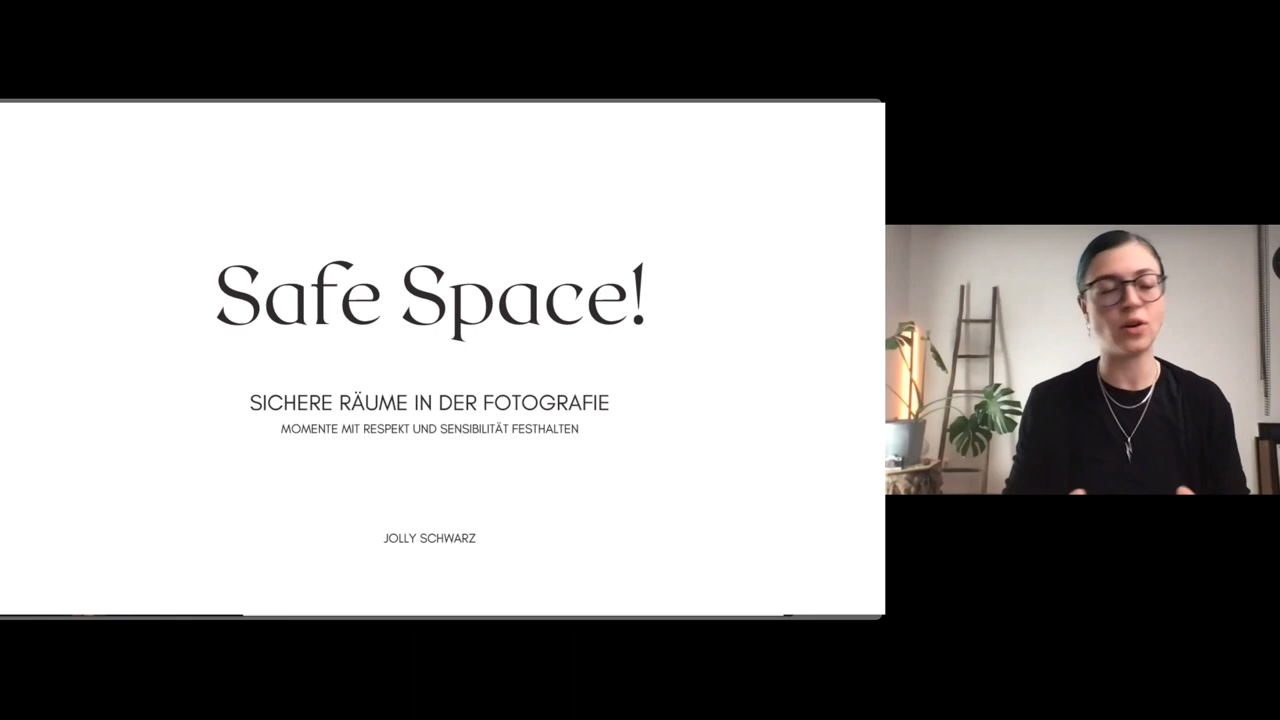 Safe Space!
SICHERE RÄUME IN DER FOTOGRAFIE
MOMENTE MIT RESPEKT UND SENSIBILITÄT FESTHALTEN
JOLLY SCHWARZ